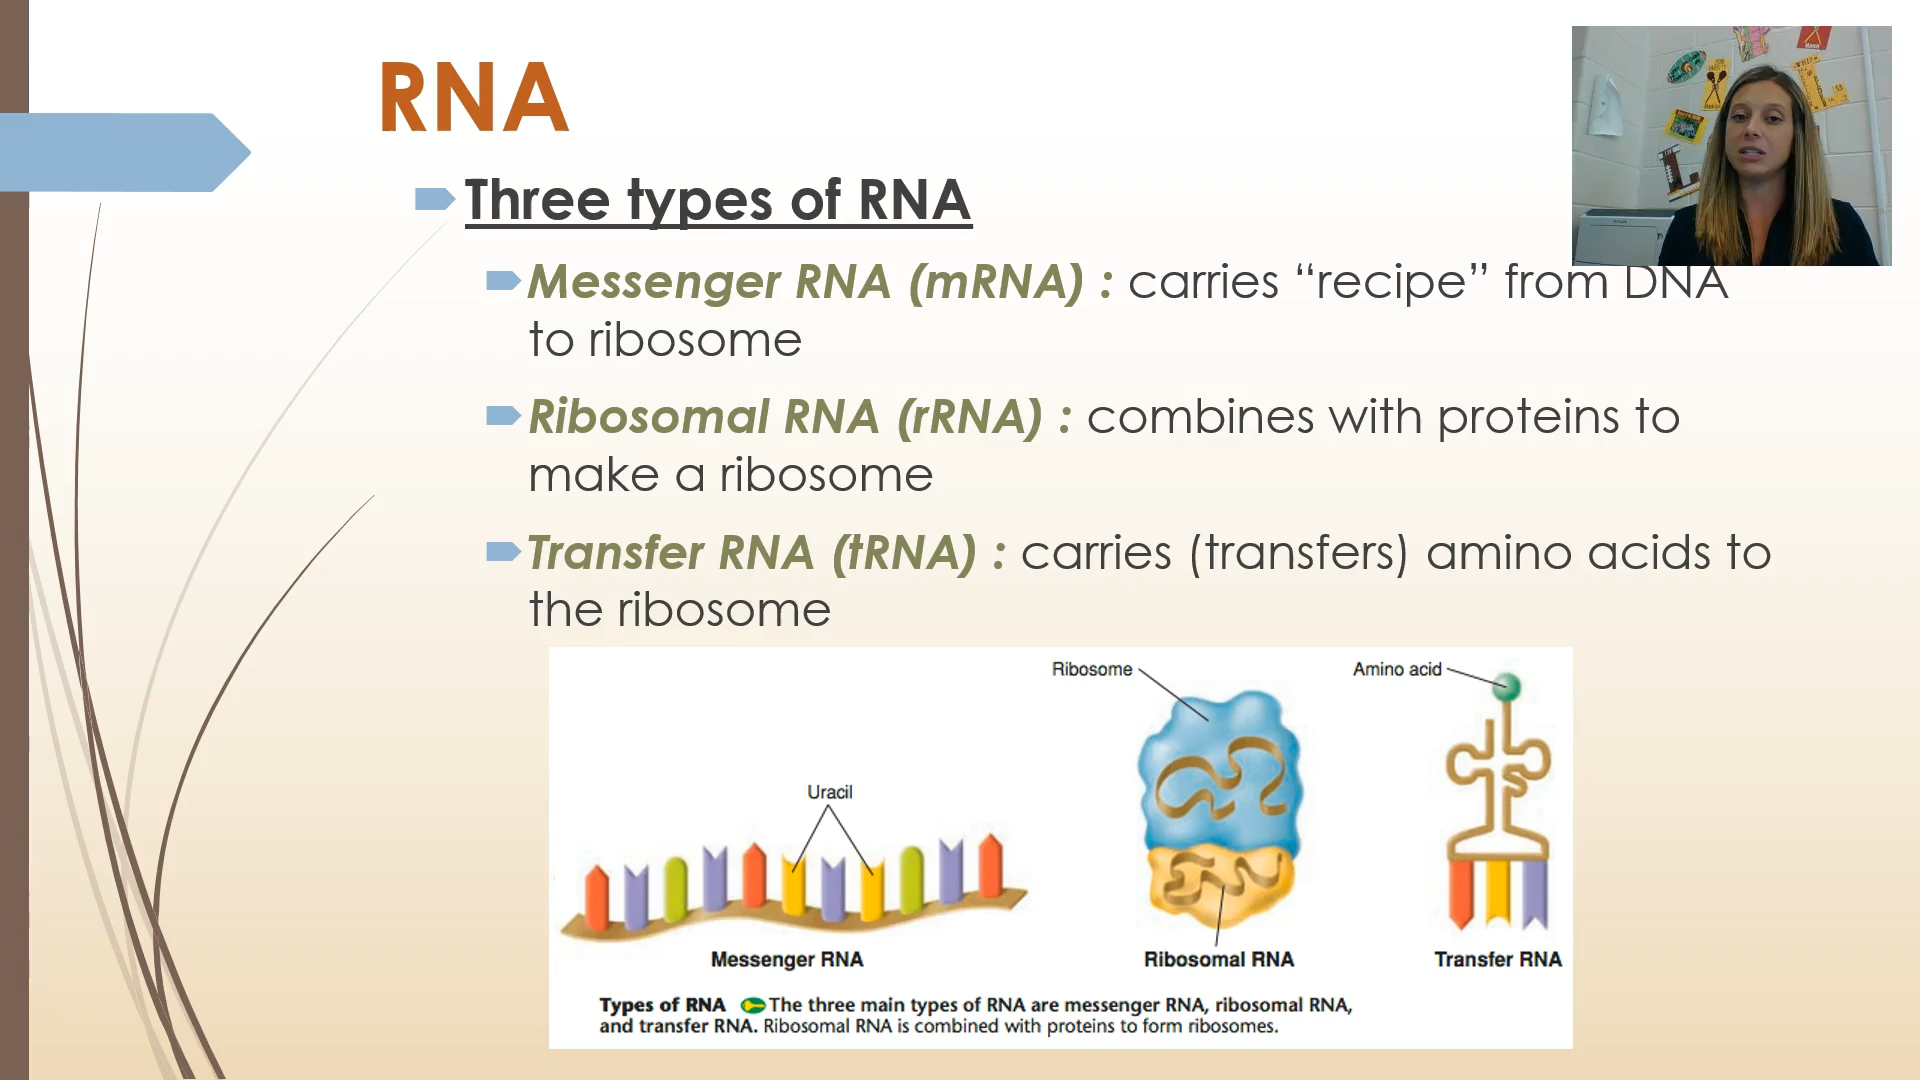 RNA
Three types of RNA
Messenger RNA (mRNA) : carries “recipe” from DNA
to ribosome
Ribosomal RNA (rRNA) : combines with proteins to
make a ribosome
Transfer RNA (tRNA) : carries (transfers) amino acids to
the ribosome
Ribosome
Amino acid
Uracil
Messenger RNA
Ribosomal RNA
Transfer RNA
Types of RNA The three main types of RNA are messenger RNA, ribosomal RNA,
and transfer RNA. Ribosomal RNA is combined with proteins to form ribosomes.